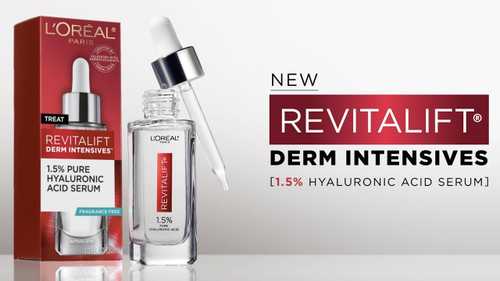 L'ORÉAL
PARIS
TREAT
REVITALIFT
DERM INTENSIVES™
1.5% PURE
HYALURONIC
ACID SERUM
FRAGRANCE FREE
L'ORÉAL
PARIS
REVITALIFT
1.5%
PURE
HYALURONIC ACID
NEW
REVITALIFT®
DERM INTENSIVES
[1.5% HYALURONIC ACID SERUM]